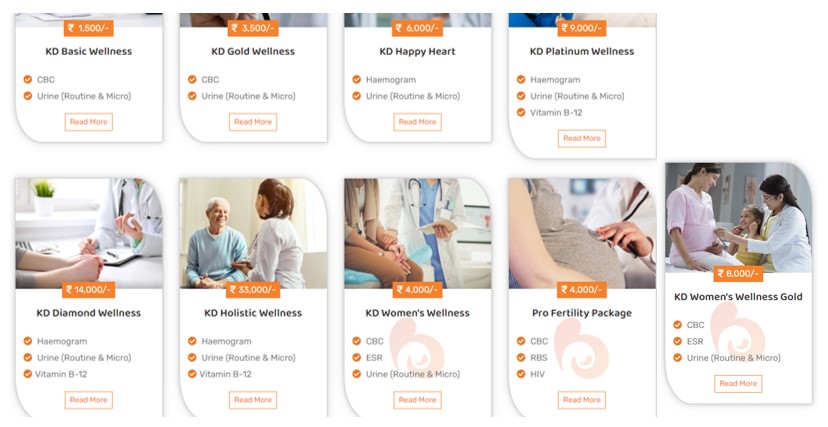 ₹ 1,500/-
KD Basic Wellness
CBC
Urine (Routine & Micro)
Read More
₹ 3,500/-
KD Gold Wellness
CBC
Urine (Routine & Micro)
Read More
₹ 6,000/-
KD Happy Heart
Haemogram
Urine (Routine & Micro)
Read More
₹ 9,000/-
KD Platinum Wellness
Haemogram
Urine (Routine & Micro)
Vitamin B-12
Read More
₹ 14,000/-
KD Diamond Wellness
Haemogram
Urine (Routine & Micro)
Vitamin B-12
Read More
₹ 33,000/-
KD Holistic Wellness
Haemogram
Urine (Routine & Micro)
Vitamin B-12
Read More
₹ 4,000/-
KD Women's Wellness
CBC
ESR
Urine (Routine & Micro)
Read More
₹ 4,000/-
Pro Fertility Package
CBC
RBS
HIV
Read More
₹ 8,000/-
KD Women's Wellness Gold
CBC
ESR
Urine (Routine & Micro)
Read More